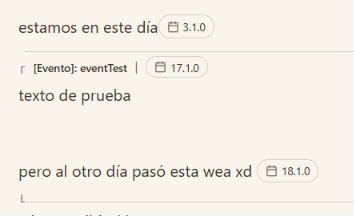 estamos en este día 3.1.0
[Evento]: eventTest | 17.1.0
texto de prueba
pero al otro día pasó esta wea xd 18.1.0